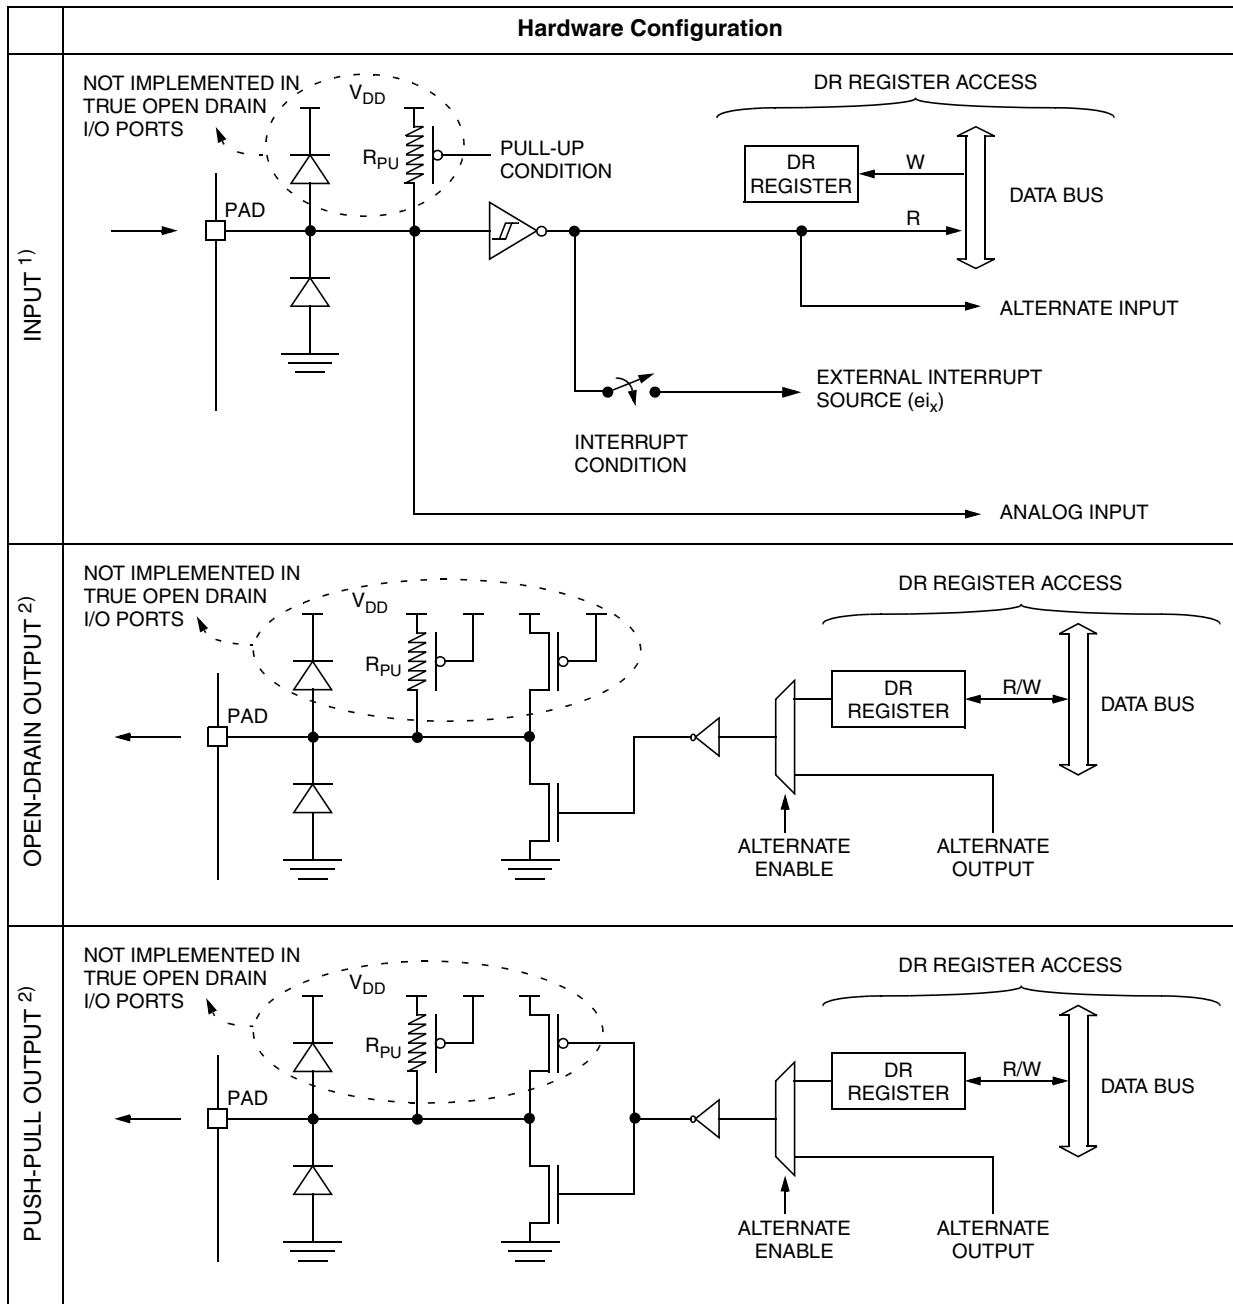 Hardware Configuration
INPUT 1)
NOT IMPLEMENTED IN
TRUE OPEN DRAIN
I/O PORTS
VDD
RPU
PULL-UP
CONDITION
PAD
DR REGISTER ACCESS
DR
REGISTER
W
R
DATA BUS
ALTERNATE INPUT
EXTERNAL INTERRUPT
SOURCE (eix)
INTERRUPT
CONDITION
ANALOG INPUT
OPEN-DRAIN OUTPUT 2)
NOT IMPLEMENTED IN
TRUE OPEN DRAIN
I/O PORTS
VDD
RPU
PAD
DR REGISTER ACCESS
DR
REGISTER
R/W
DATA BUS
ALTERNATE
ENABLE
ALTERNATE
OUTPUT
PUSH-PULL OUTPUT 2)
NOT IMPLEMENTED IN
TRUE OPEN DRAIN
I/O PORTS
VDD
RPU
PAD
DR REGISTER ACCESS
DR
REGISTER
R/W
DATA BUS
ALTERNATE
ENABLE
ALTERNATE
OUTPUT